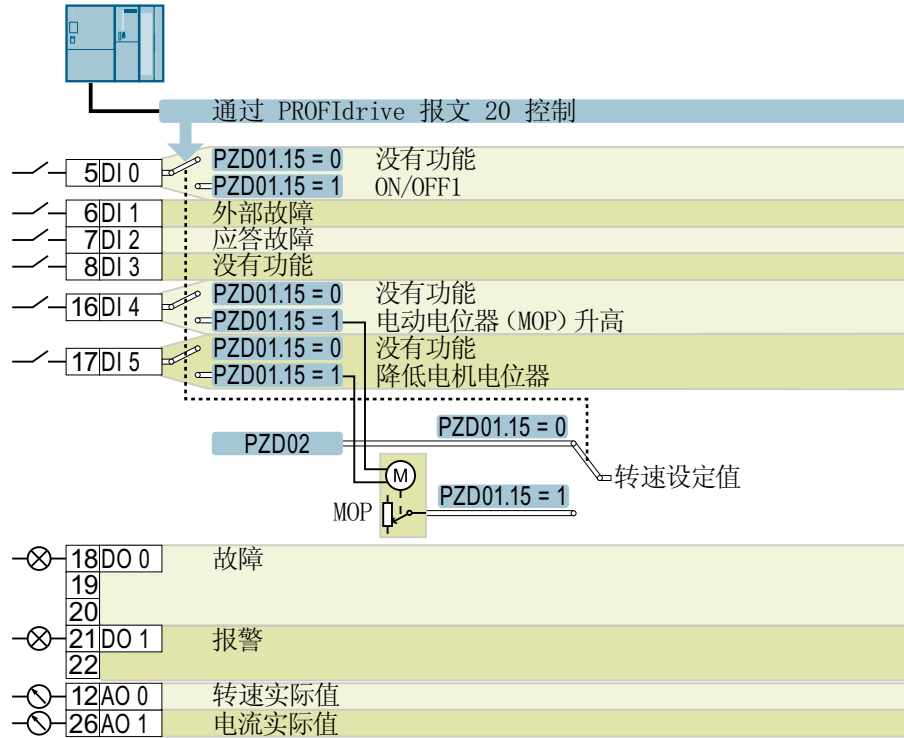 通过 PROFIdrive 报文 20 控制
5 DI 0 PZD01.15 = 0 没有功能
PZD01.15 = 1 ON/OFF1
6 DI 1 外部故障
7 DI 2 应答故障
8 DI 3 没有功能
16 DI 4 PZD01.15 = 0 没有功能
PZD01.15 = 1 电动电位器（MOP）升高
17 DI 5 PZD01.15 = 0 没有功能
PZD01.15 = 1 降低电机电位器
PZD01.15 = 0
PZD02
M
转速设定值
PZD01.15 = 1
MOP
18 DO 0 故障
19
20
21 DO 1 报警
22
12 AO 0 转速实际值
26 AO 1 电流实际值